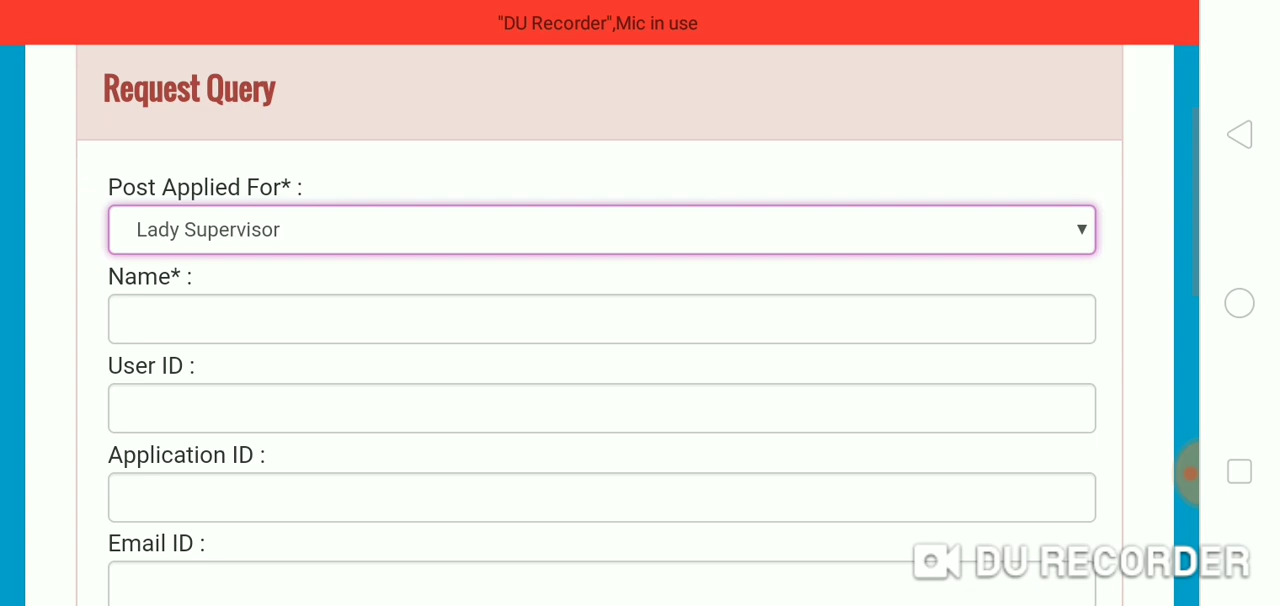 "DU Recorder",Mic in use
Request Query
Post Applied For* :
Lady Supervisor
Name* :
User ID :
Application ID :
Email ID :
DU RECORDER